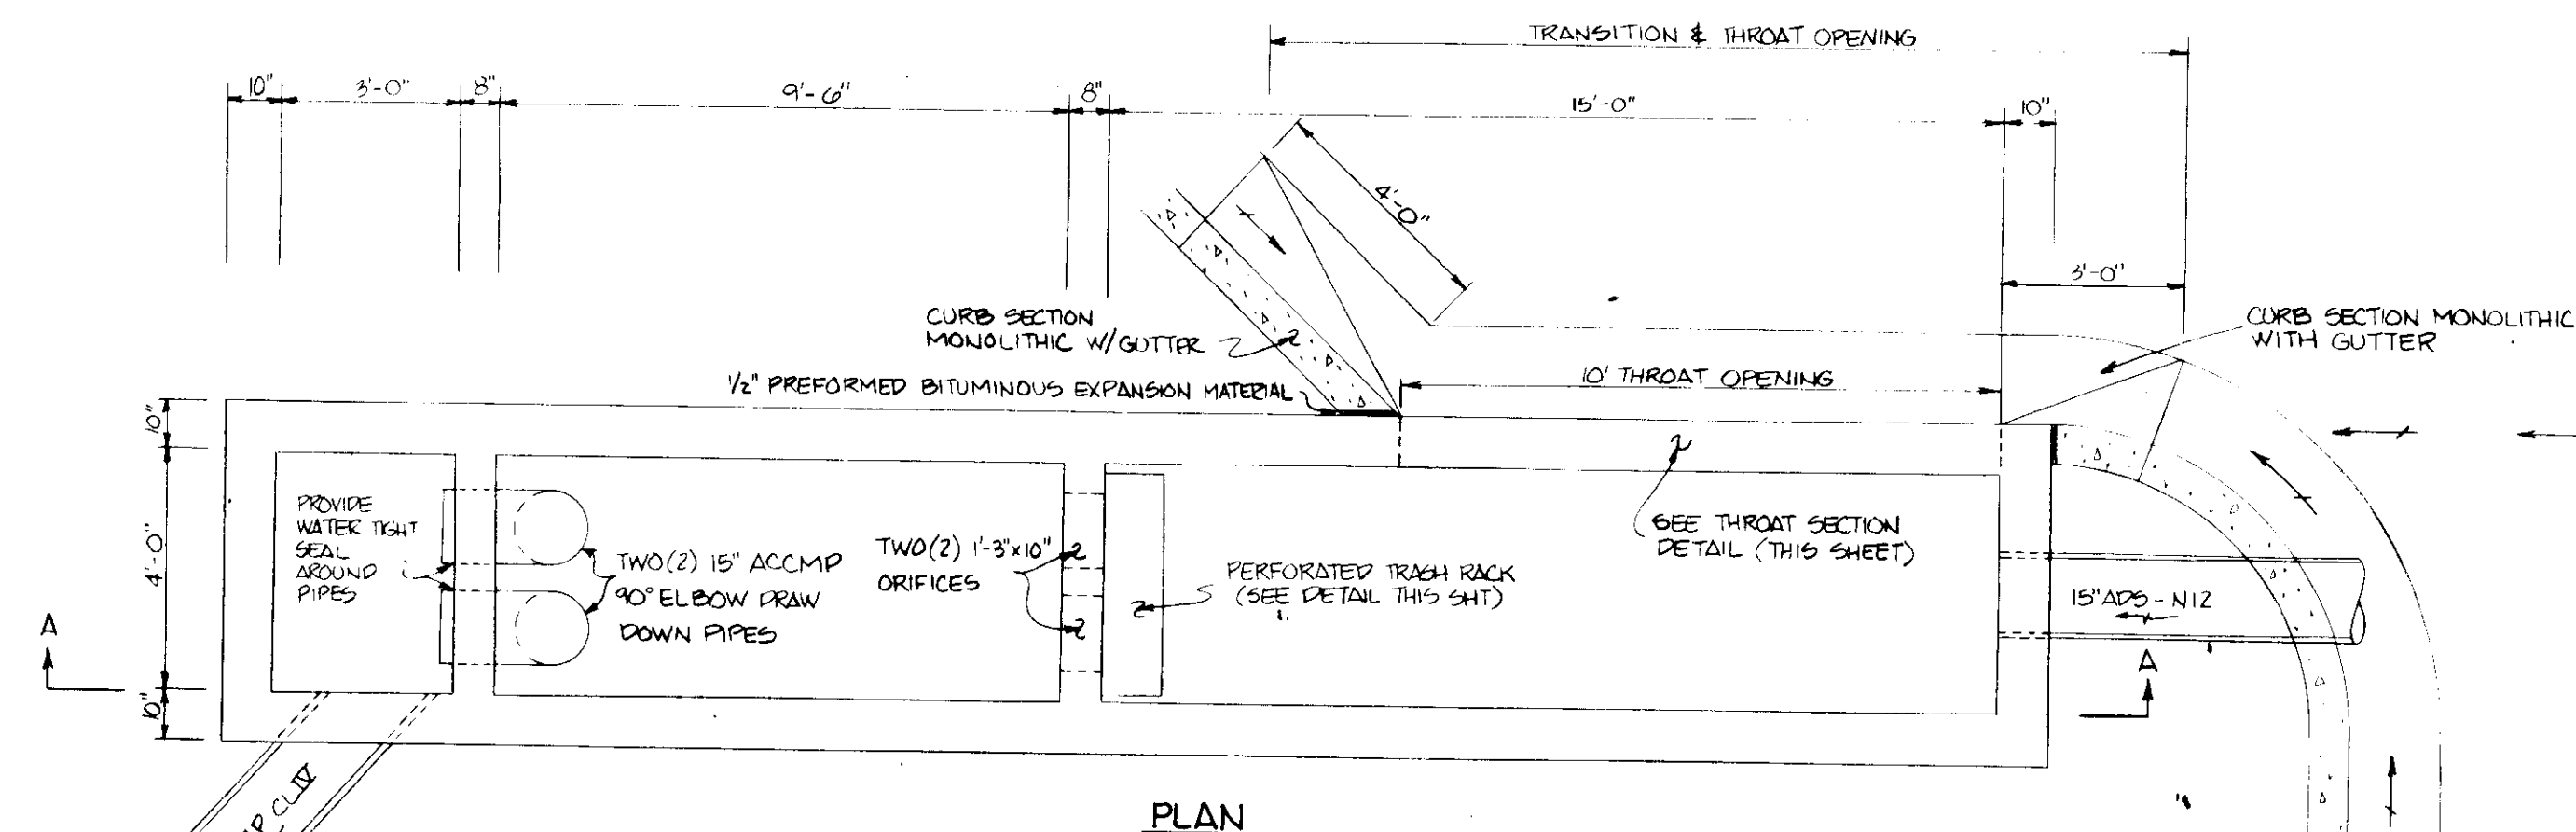 TRANSITION & THROAT OPENING
10" 3'-0" 8" 9'-6" 8" 15'-0" 10"
4'-0"
3'-0"
CURB SECTION
MONOLITHIC W/GUTTER
CURB SECTION MONOLITHIC
WITH GUTTER
1/2" PREFORMED BITUMINOUS EXPANSION MATERIAL
10' THROAT OPENING
10"
4'-0"
10"
PROVIDE
WATER TIGHT
SEAL
AROUND
PIPES
TWO(2) 15" ACCMP
90° ELBOW DRAW
DOWN PIPES
TWO(2) 1'-3"x10"
ORIFICES
PERFORATED TRASH RACK
(SEE DETAIL THIS SHT)
SEE THROAT SECTION
DETAIL (THIS SHEET)
15" ADS-N12
A
A
CL IV
PLAN